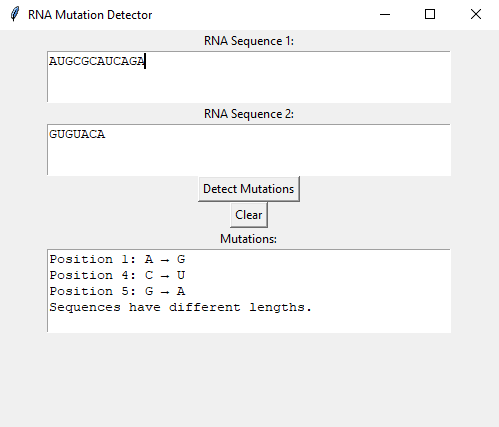 RNA Mutation Detector
RNA Sequence 1:
AUGCGCAUCAGA
RNA Sequence 2:
GUGUACA
Detect Mutations
Clear
Mutations:
Position 1: A → G
Position 4: C → U
Position 5: G → A
Sequences have different lengths.